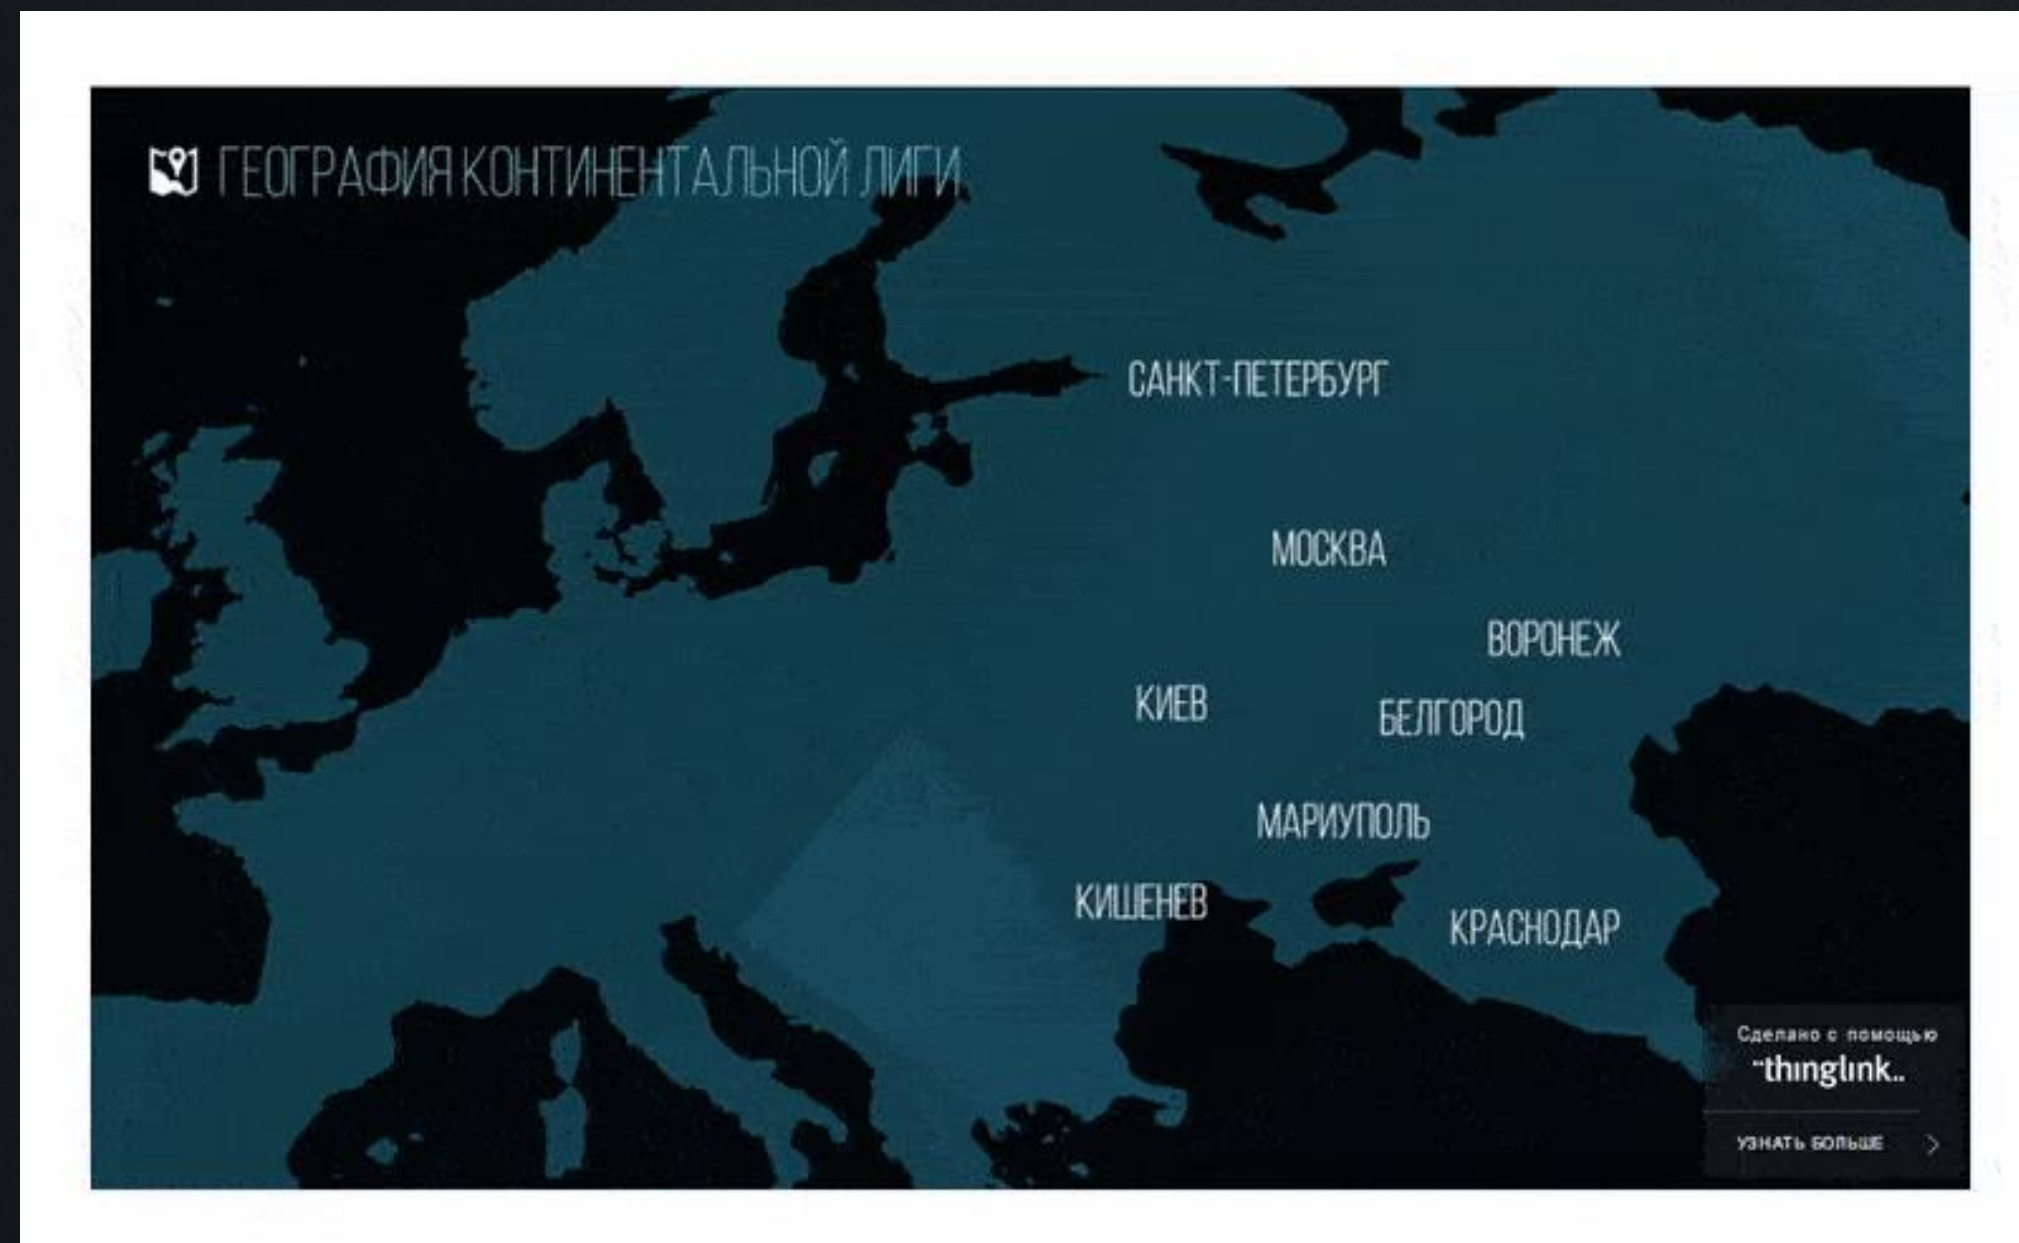 ГЕОГРАФИЯ КОНТИНЕНТАЛЬНОЙ ЛИГИ
САНКТ-ПЕТЕРБУРГ
МОСКВА
ВОРОНЕЖ
КИЕВ
БЕЛГОРОД
МАРИУПОЛЬ
КИШЕНЕВ
КРАСНОДАР
Сделано с помощью
¨thinglink..
УЗНАТЬ БОЛЬШЕ